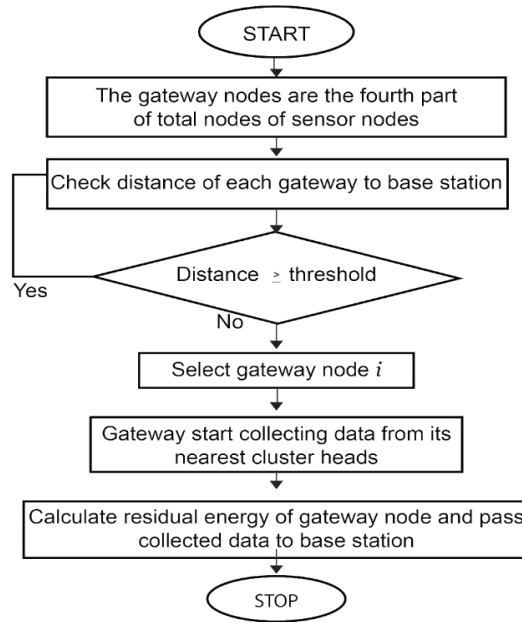 START
The gateway nodes are the fourth part
of total nodes of sensor nodes
Check distance of each gateway to base station
Distance ≥ threshold
Yes
No
Select gateway node i
Gateway start collecting data from its
nearest cluster heads
Calculate residual energy of gateway node and pass
collected data to base station
STOP